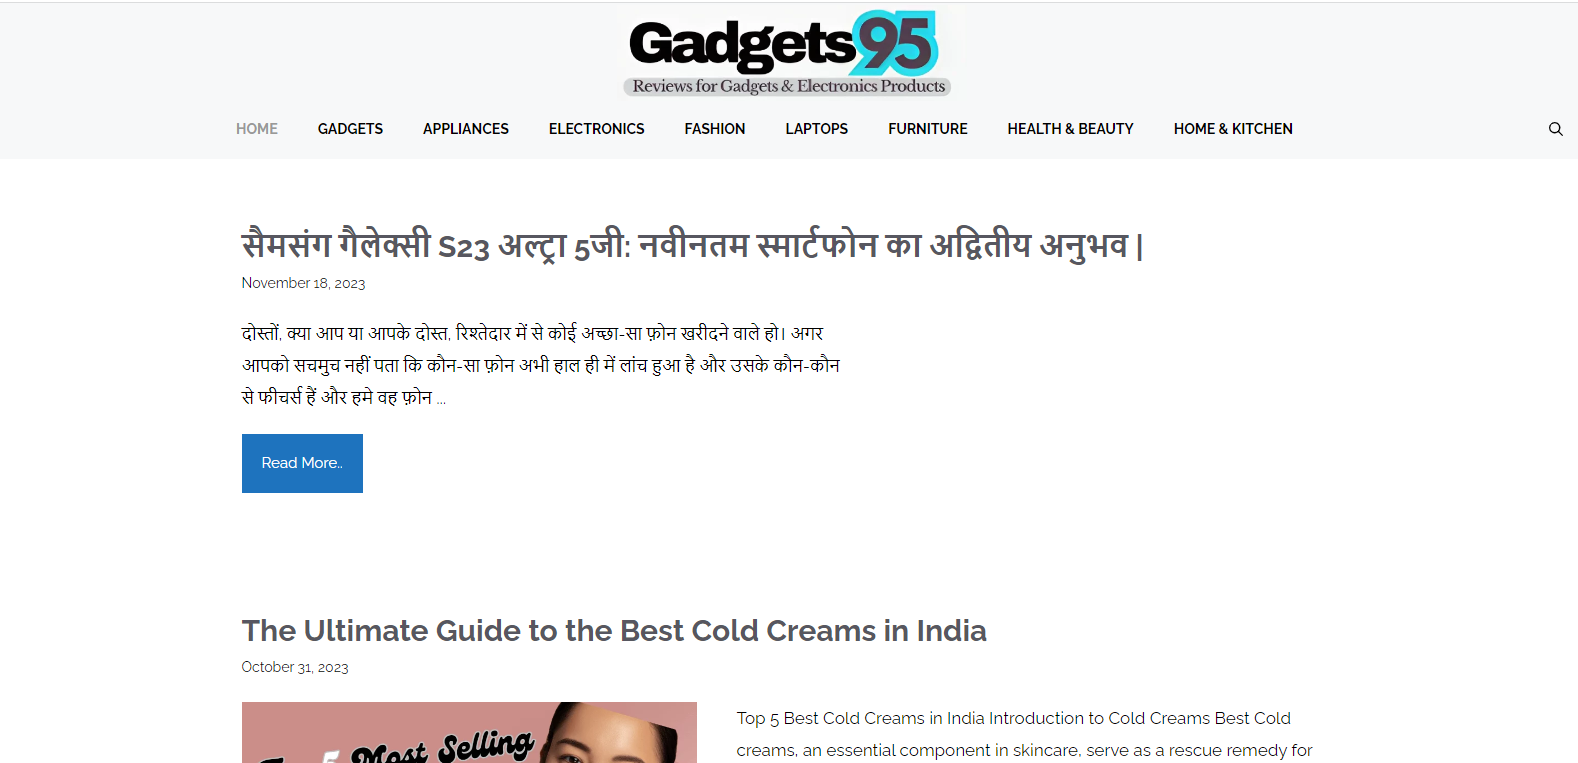 Gadgets95
Reviews for Gadgets & Electronics Products
HOME GADGETS APPLIANCES ELECTRONICS FASHION LAPTOPS FURNITURE HEALTH & BEAUTY HOME & KITCHEN
सैमसंग गैलेक्सी S23 अल्ट्रा 5जी: नवीनतम स्मार्टफोन का अद्वितीय अनुभव |
November 18, 2023
दोस्तों, क्या आप या आपके दोस्त, रिश्तेदार में से कोई अच्छा-सा फ़ोन खरीदने वाले हो। अगर
आपको सचमुच नहीं पता कि कौन-सा फ़ोन अभी हाल ही में लांच हुआ है और उसके कौन-कौन
से फीचर्स हैं और हमे वह फ़ोन ...
Read More..
The Ultimate Guide to the Best Cold Creams in India
October 31, 2023
Most Selling
Top 5 Best Cold Creams in India Introduction to Cold Creams Best Cold
creams, an essential component in skincare, serve as a rescue remedy for